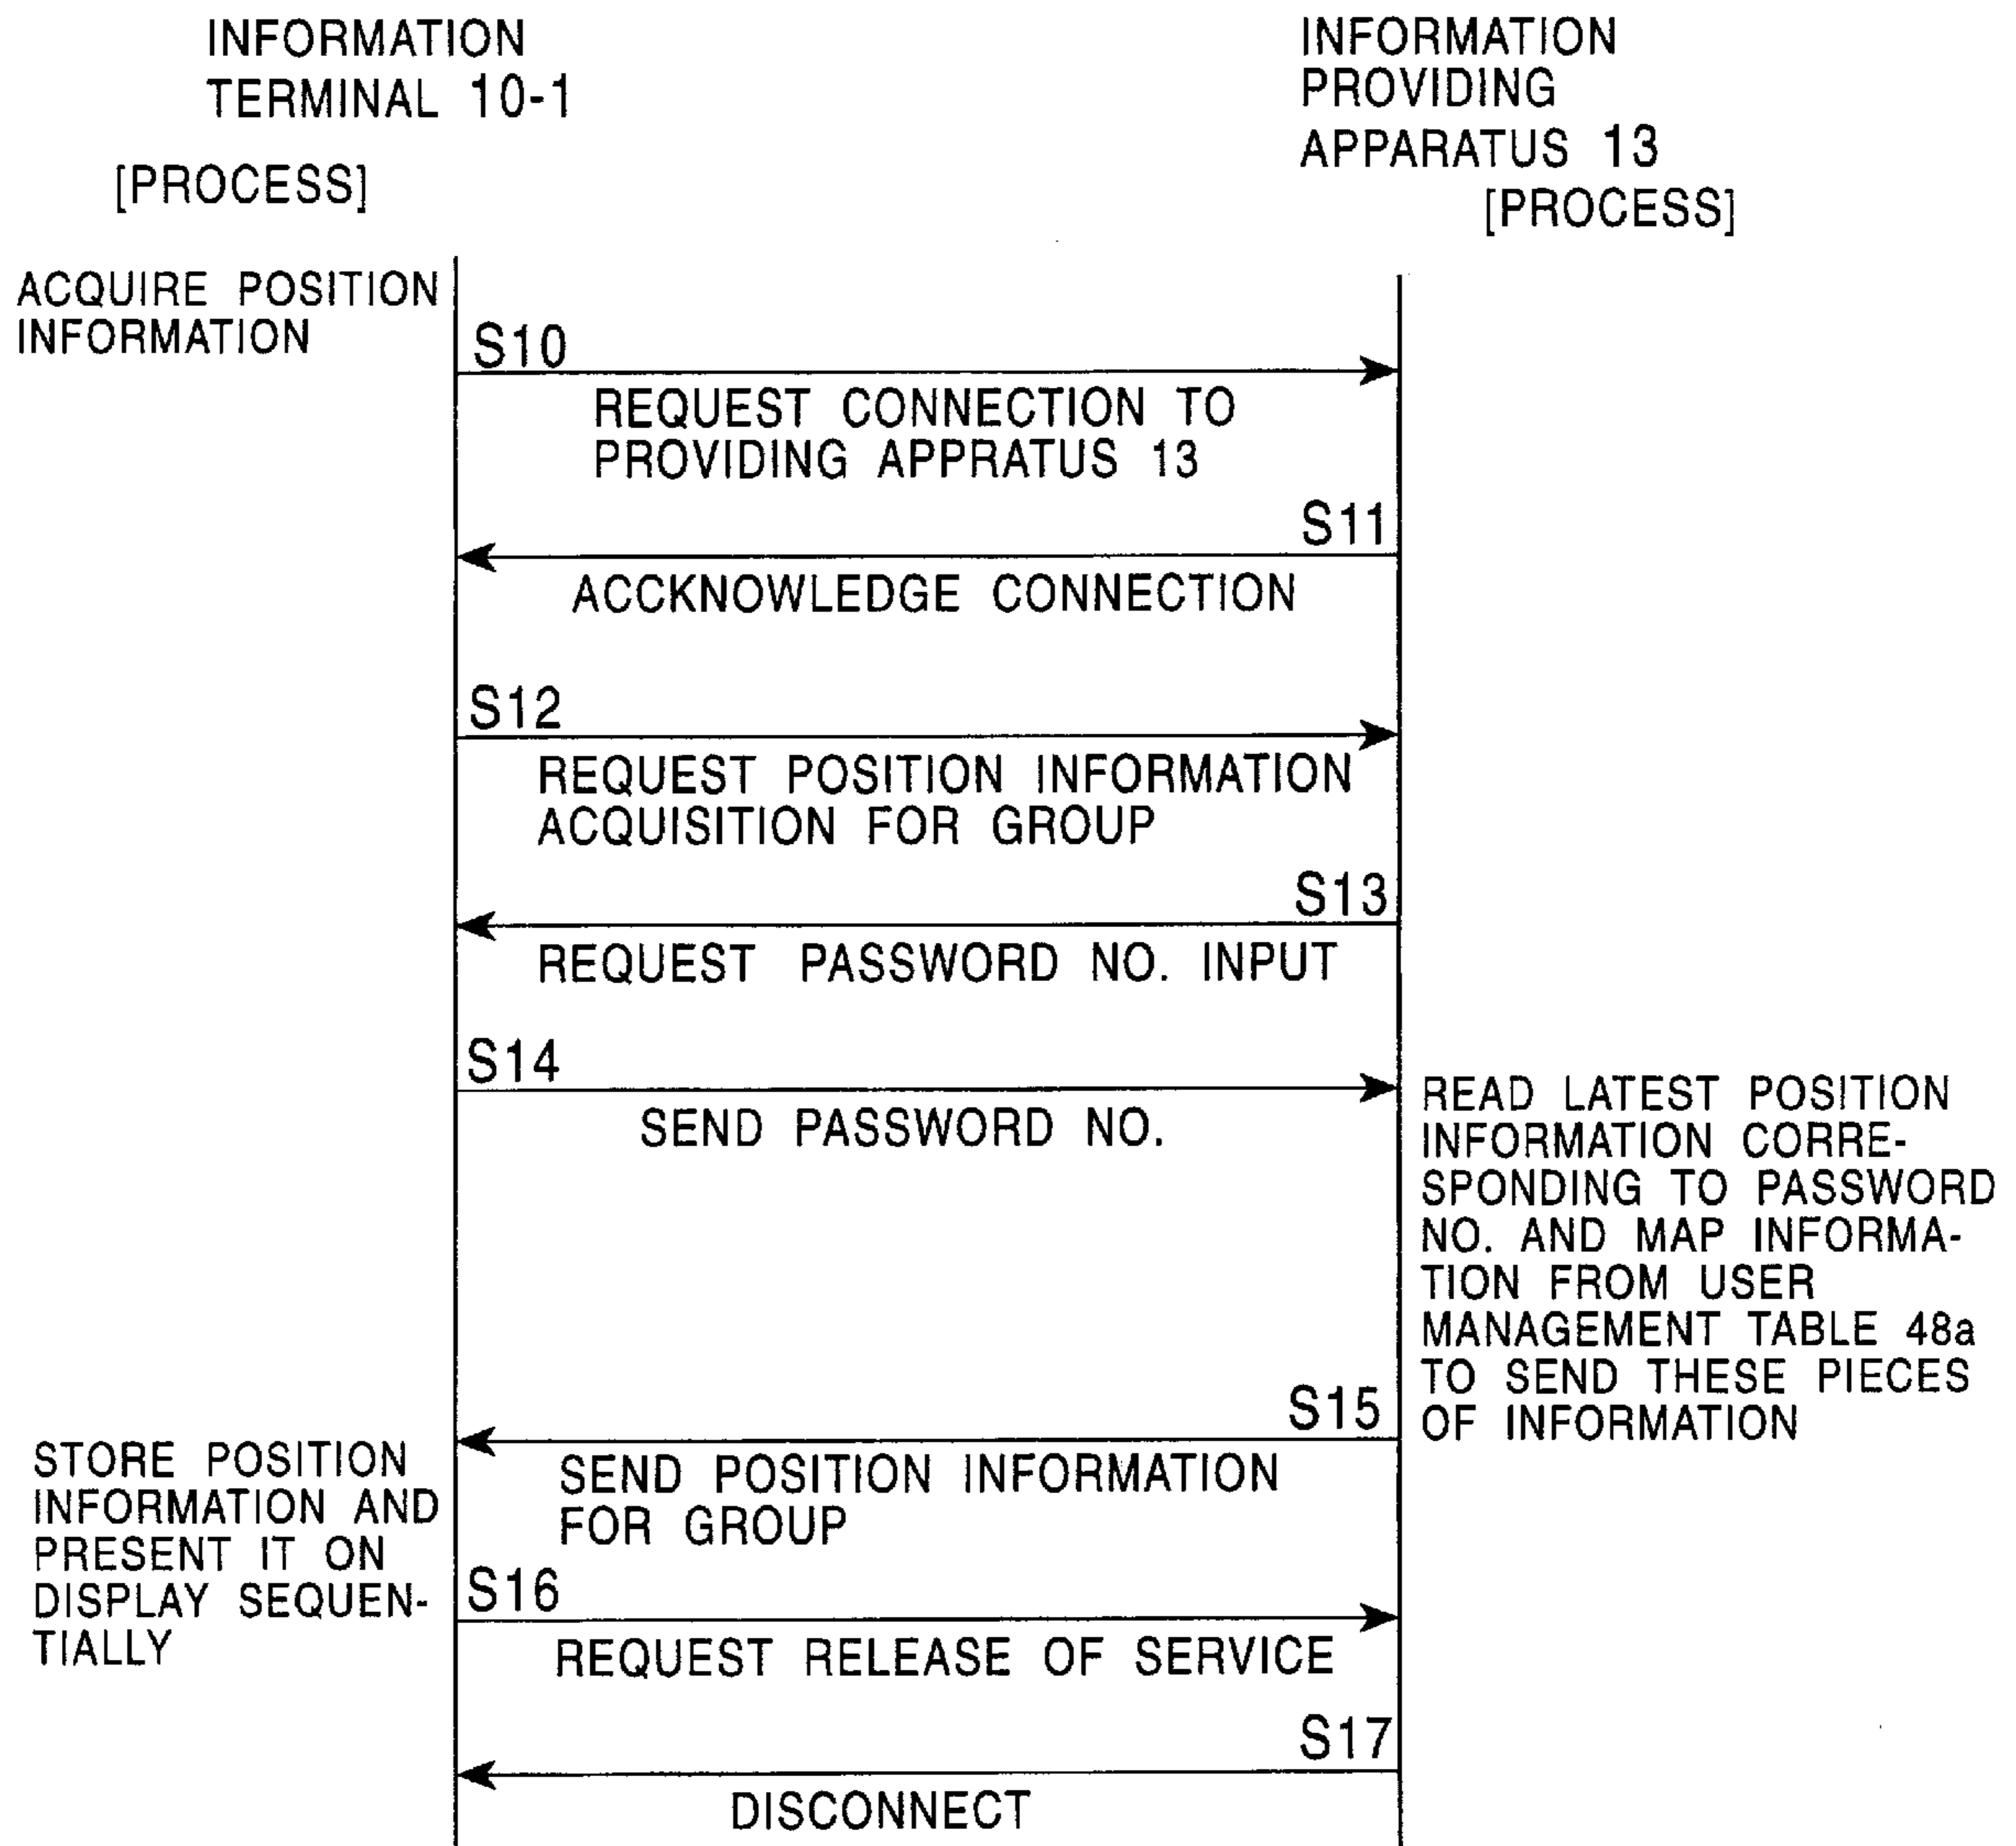 INFORMATION
TERMINAL 10-1
[PROCESS]
INFORMATION
PROVIDING
APPARATUS 13
[PROCESS]
ACQUIRE POSITION
INFORMATION
S10
REQUEST CONNECTION TO
PROVIDING APPRATUS 13
S11
ACCKNOWLEDGE CONNECTION
S12
REQUEST POSITION INFORMATION
ACQUISITION FOR GROUP
S13
REQUEST PASSWORD NO. INPUT
S14
SEND PASSWORD NO.
READ LATEST POSITION
INFORMATION CORRE-
SPONDING TO PASSWORD
NO. AND MAP INFORMA-
TION FROM USER
MANAGEMENT TABLE 48a
TO SEND THESE PIECES
OF INFORMATION
S15
SEND POSITION INFORMATION
FOR GROUP
STORE POSITION
INFORMATION AND
PRESENT IT ON
DISPLAY SEQUEN-
TIALLY
S16
REQUEST RELEASE OF SERVICE
S17
DISCONNECT